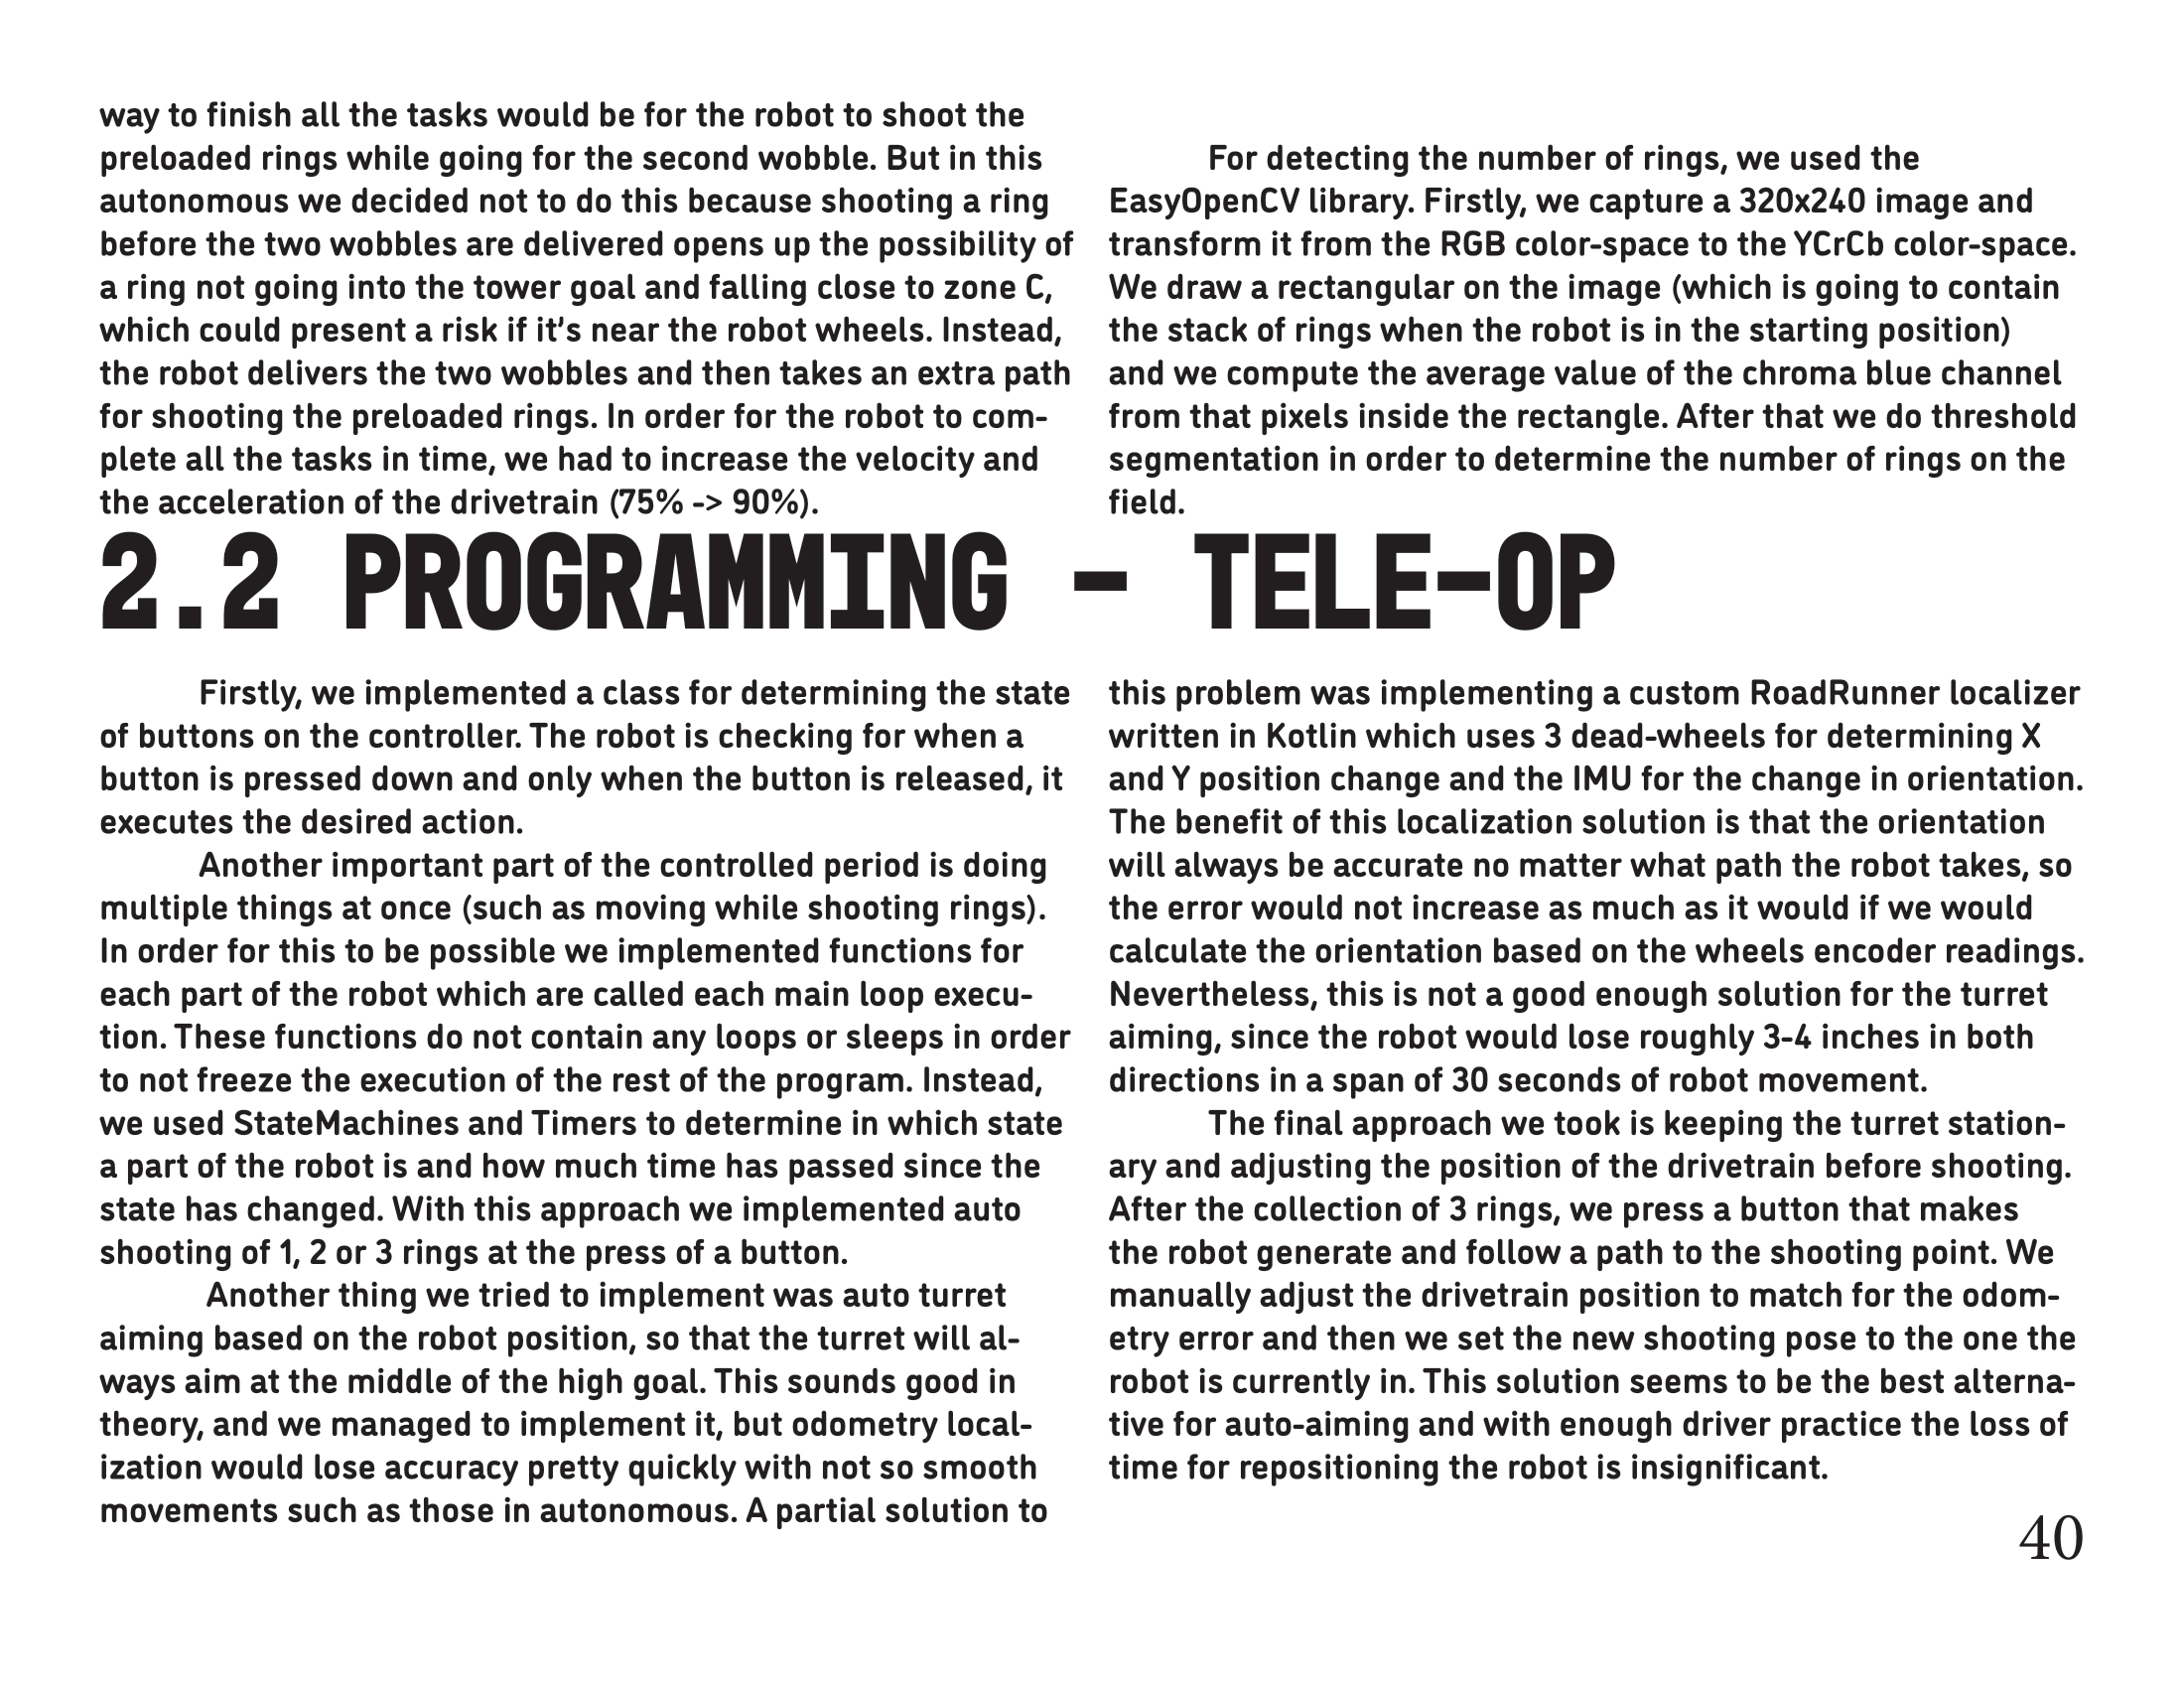 way to finish all the tasks would be for the robot to shoot the
preloaded rings while going for the second wobble. But in this
autonomous we decided not to do this because shooting a ring
before the two wobbles are delivered opens up the possibility of
a ring not going into the tower goal and falling close to zone C,
which could present a risk if it's near the robot wheels. Instead,
the robot delivers the two wobbles and then takes an extra path
for shooting the preloaded rings. In order for the robot to com-
plete all the tasks in time, we had to increase the velocity and
the acceleration of the drivetrain (75% -> 90%).
For detecting the number of rings, we used the
EasyOpenCV library. Firstly, we capture a 320x240 image and
transform it from the RGB color-space to the YCrCb color-space.
We draw a rectangular on the image (which is going to contain
the stack of rings when the robot is in the starting position)
and we compute the average value of the chroma blue channel
from that pixels inside the rectangle. After that we do threshold
segmentation in order to determine the number of rings on the
field.
2.2 PROGRAMMING - TELE-OP
Firstly, we implemented a class for determining the state
of buttons on the controller. The robot is checking for when a
button is pressed down and only when the button is released, it
executes the desired action.
Another important part of the controlled period is doing
multiple things at once (such as moving while shooting rings).
In order for this to be possible we implemented functions for
each part of the robot which are called each main loop execu-
tion. These functions do not contain any loops or sleeps in order
to not freeze the execution of the rest of the program. Instead,
we used StateMachines and Timers to determine in which state
a part of the robot is and how much time has passed since the
state has changed. With this approach we implemented auto
shooting of 1, 2 or 3 rings at the press of a button.
Another thing we tried to implement was auto turret
aiming based on the robot position, so that the turret will al-
ways aim at the middle of the high goal. This sounds good in
theory, and we managed to implement it, but odometry local-
ization would lose accuracy pretty quickly with not so smooth
movements such as those in autonomous. A partial solution to
this problem was implementing a custom RoadRunner localizer
written in Kotlin which uses 3 dead-wheels for determining X
and Y position change and the IMU for the change in orientation.
The benefit of this localization solution is that the orientation
will always be accurate no matter what path the robot takes, so
the error would not increase as much as it would if we would
calculate the orientation based on the wheels encoder readings.
Nevertheless, this is not a good enough solution for the turret
aiming, since the robot would lose roughly 3-4 inches in both
directions in a span of 30 seconds of robot movement.
The final approach we took is keeping the turret station-
ary and adjusting the position of the drivetrain before shooting.
After the collection of 3 rings, we press a button that makes
the robot generate and follow a path to the shooting point. We
manually adjust the drivetrain position to match for the odom-
etry error and then we set the new shooting pose to the one the
robot is currently in. This solution seems to be the best alterna-
tive for auto-aiming and with enough driver practice the loss of
time for repositioning the robot is insignificant.
40